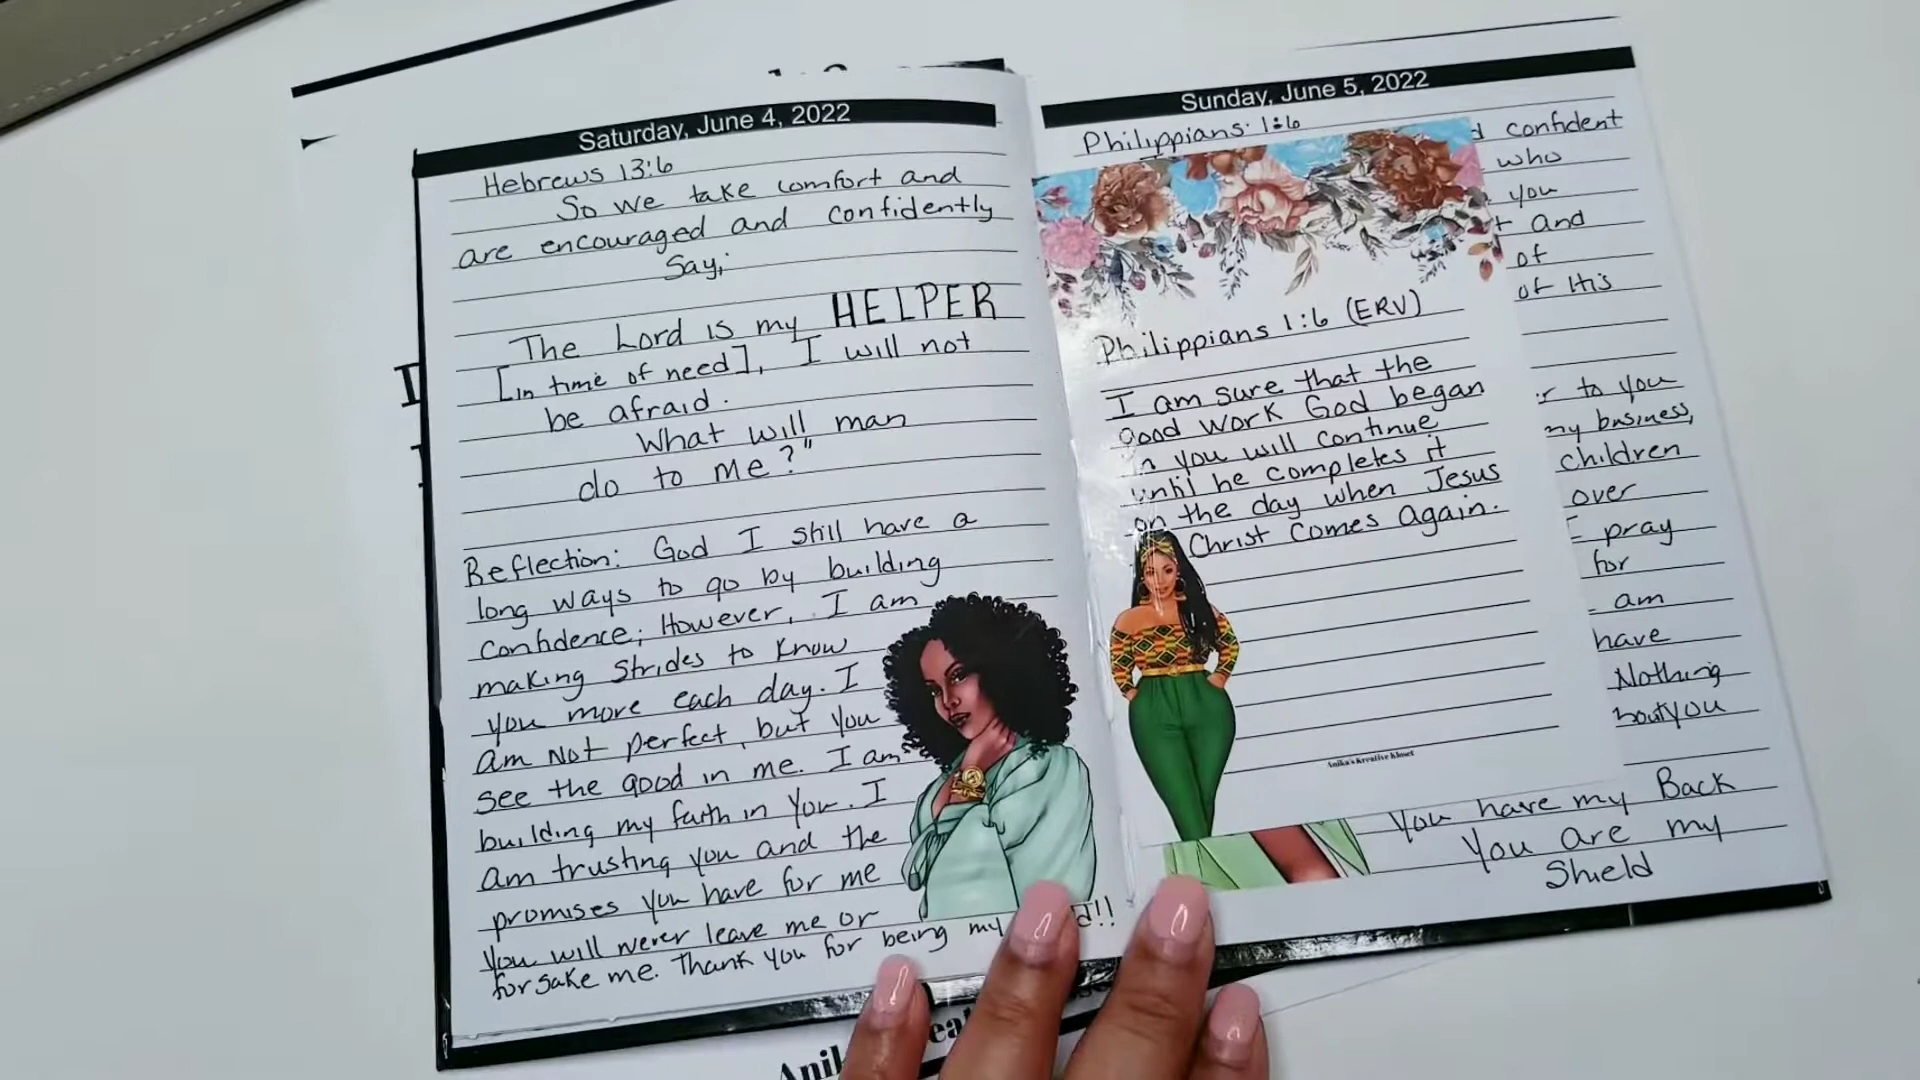 Saturday, June 4, 2022
Hebrews 13:6
So we take comfort and
are encouraged and confidently
Say,
The Lord is my HELPER
[in time of need], I will not
be afraid.
What will man
do to me?"
Reflection: God I still have a
long ways to go by building
confidence; However, I am
making strides to know
you more each day. I
am Not perfect, but you
see the good in me. I am
building my faith in you. I
am trusting you and the
promises you have for me
You will never leave me or
forsake me. Thank you for being my
Sunday, June 5, 2022
Philippians 1:6
confident
who
you
and
of
of His
to you
my business,
children
over
I pray
for
am
have
Nothing
you
You have my Back
You are my
Shield
Philippians 1:6 (ERV)
I am sure that the
good work God began
in you will continue
until he completes it
on the day when Jesus
Christ Comes Again.
Anika's Kreative Kloset